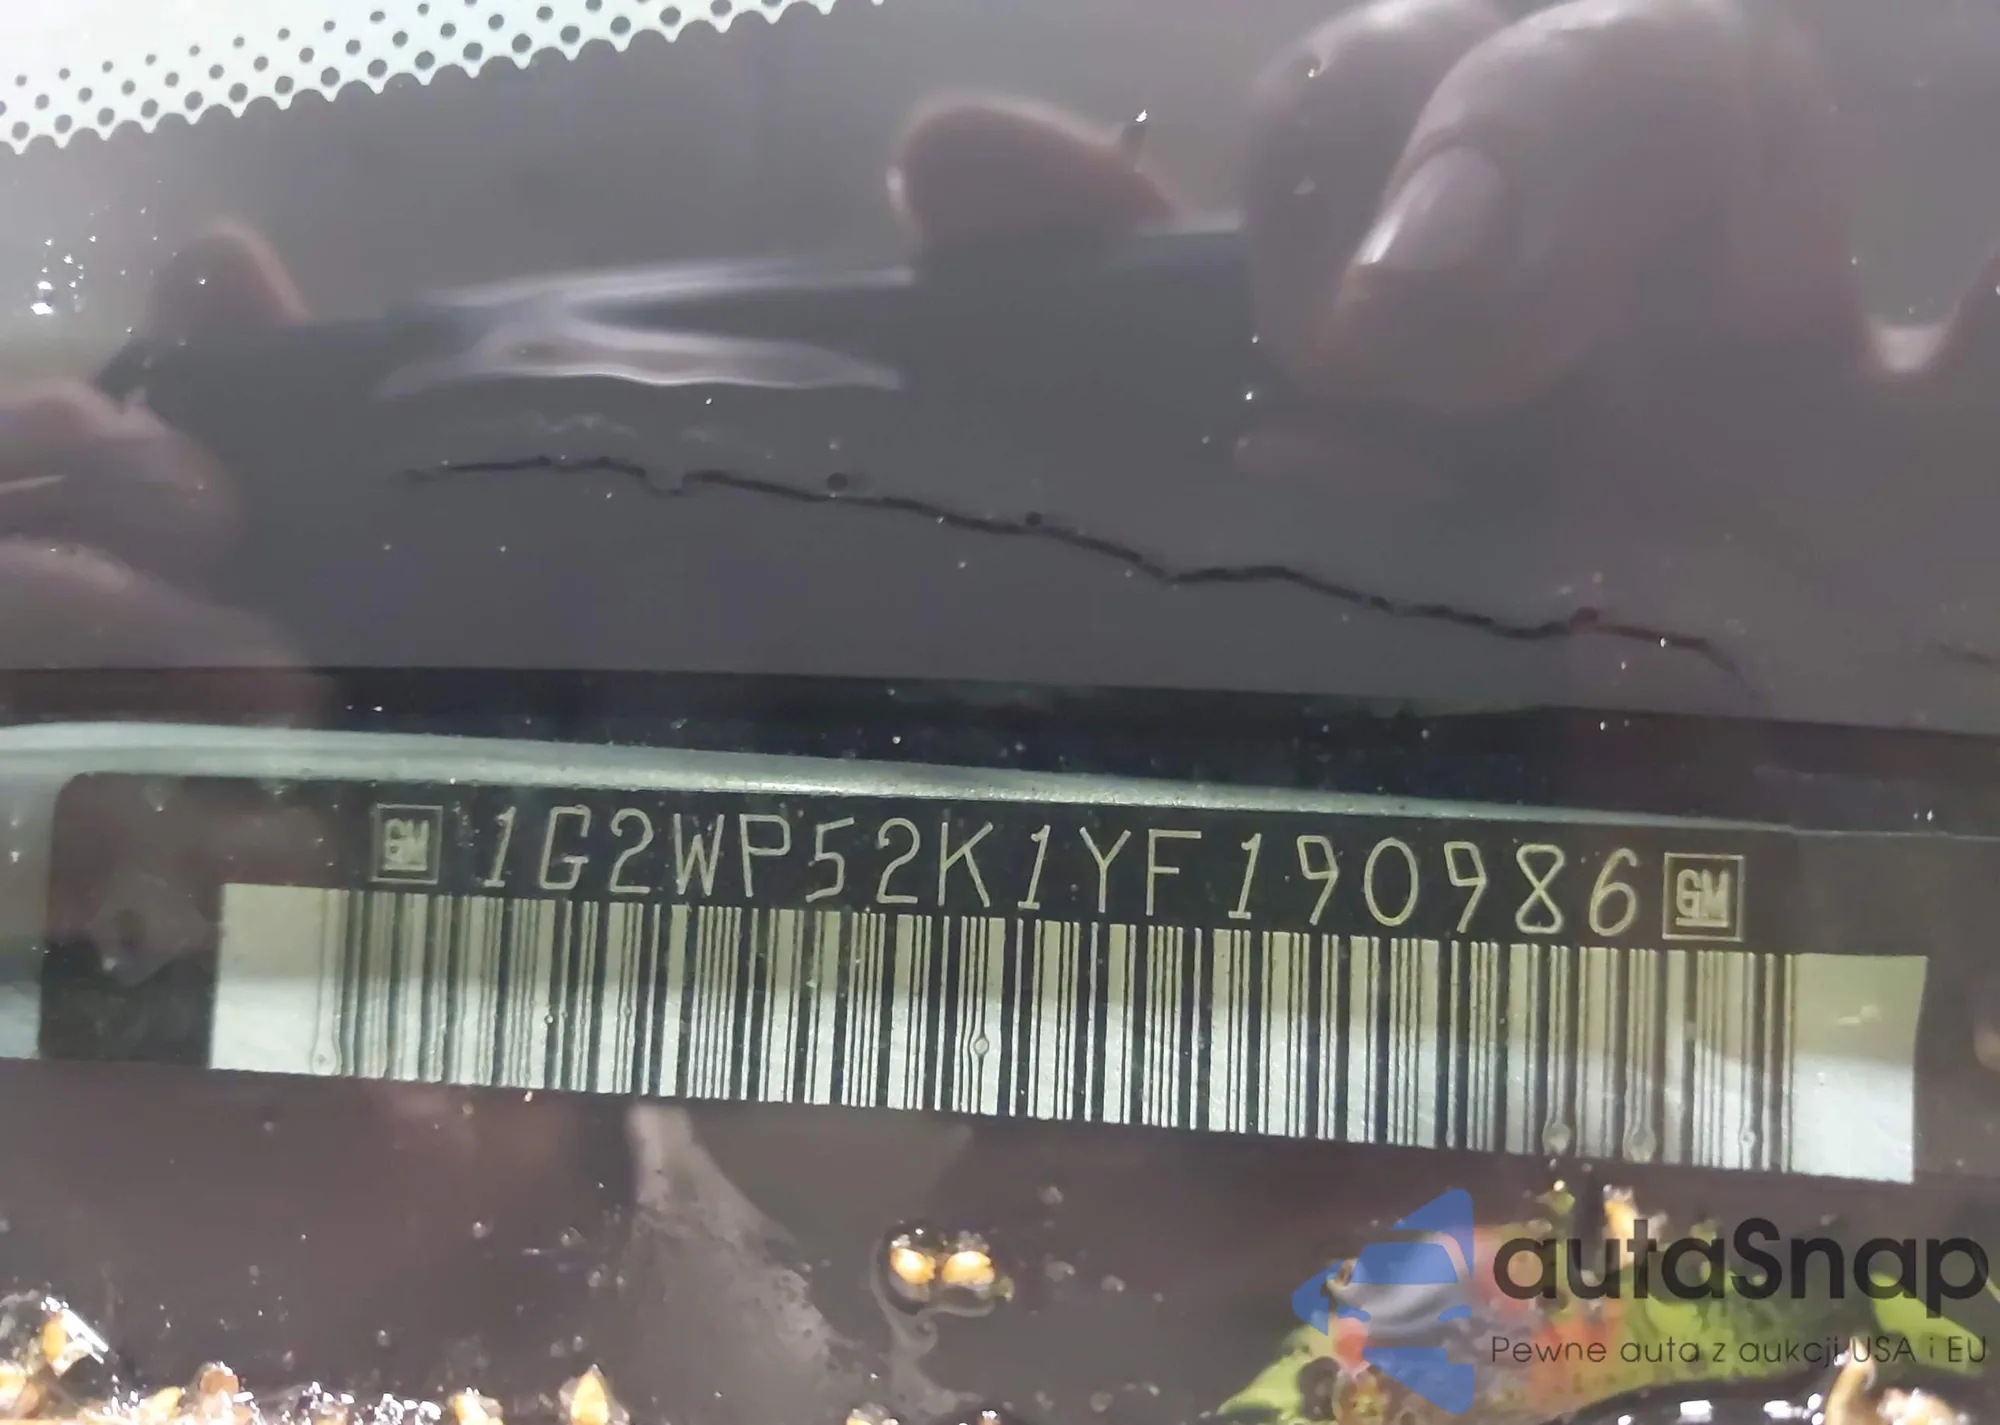 GM 1G2WP52K1YF190986 GM
autaSnap
Pewne auta z aukcji USA i EU